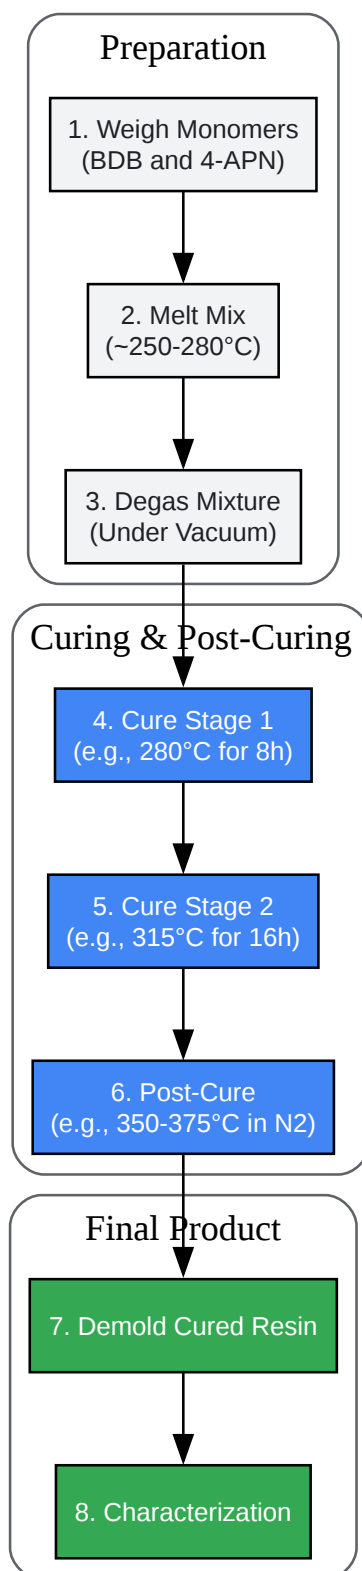 Preparation
1. Weigh Monomers
(BDB and 4-APN)
2. Melt Mix
(~250-280°C)
3. Degas Mixture
(Under Vacuum)
Curing & Post-Curing
4. Cure Stage 1
(e.g., 280°C for 8h)
5. Cure Stage 2
(e.g., 315°C for 16h)
6. Post-Cure
(e.g., 350-375°C in N2)
Final Product
7. Demold Cured Resin
8. Characterization